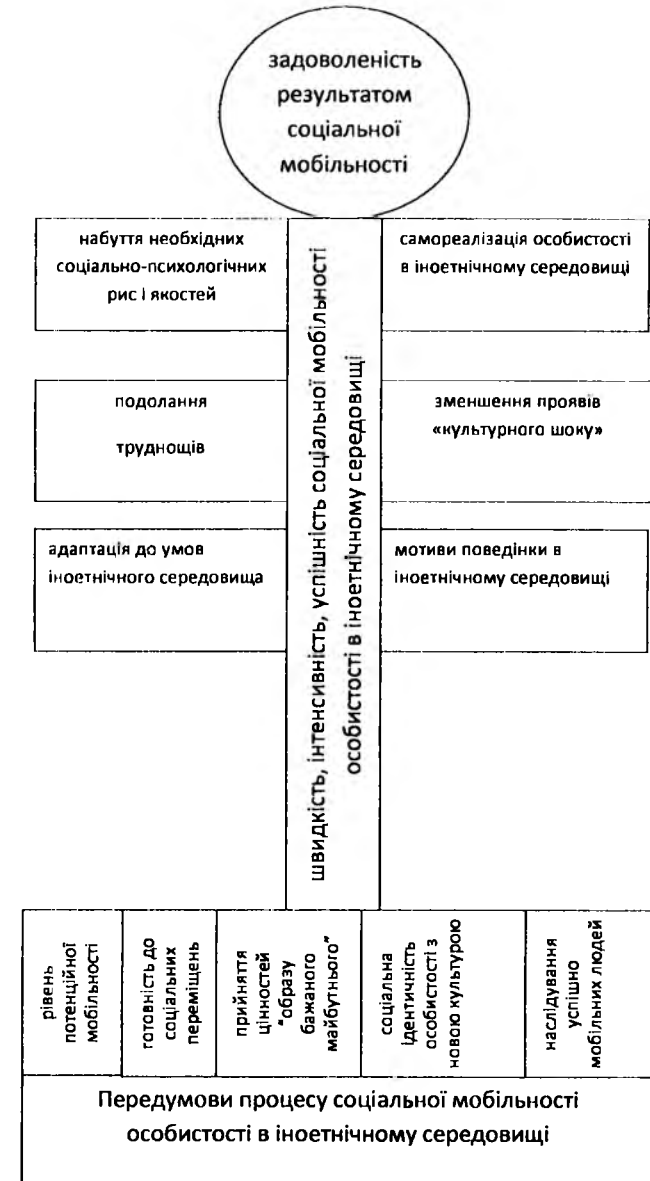 задоволеність
результатом
соціальної
мобільності
набуття необхідних
соціально-психологічних
рис і якостей
самореалізація особистості
в іноетнічному середовищі
подолання
труднощів
зменшення проявів
«культурного шоку»
адаптація до умов
іноетнічного середовища
мотиви поведінки в
іноетнічному середовищі
швидкість, інтенсивність, успішність соціальної мобільності
особистості в іноетнічному середовищі
рівень
потенційної
мобільності
готовність до
соціальних
переміщень
прийняття
цінностей
"образу
бажаного
майбутнього"
соціальна
ідентичність
особистості з
новою культурою
наслідування
успішно
мобільних людей
Передумови процесу соціальної мобільності
особистості в іноетнічному середовищі